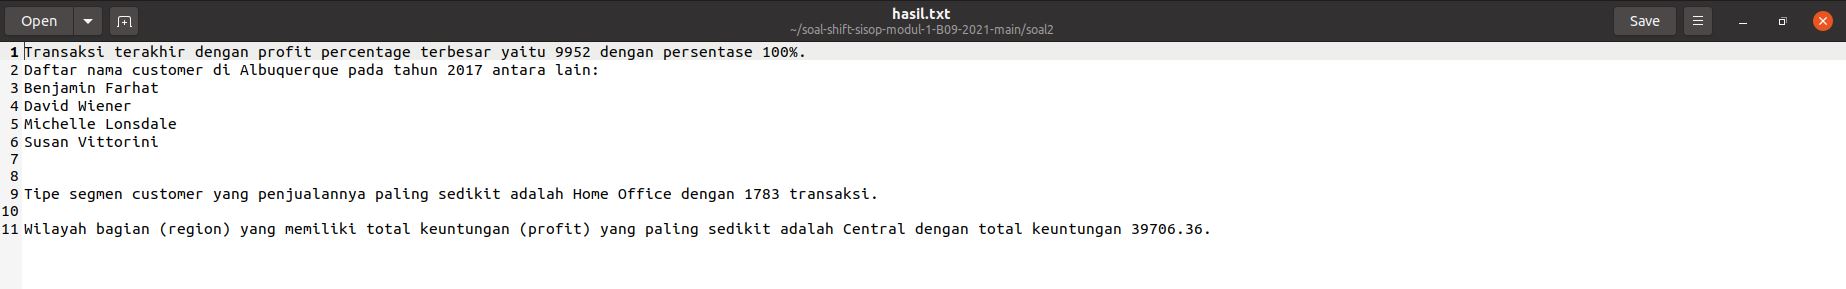 Open
hasil.txt
~/soal-shift-sisop-modul-1-B09-2021-main/soal2
Save
1 Transaksi terakhir dengan profit percentage terbesar yaitu 9952 dengan persentase 100%.
2 Daftar nama customer di Albuquerque pada tahun 2017 antara lain:
3 Benjamin Farhat
4 David Wiener
5 Michelle Lonsdale
6 Susan Vittorini
7
8
9 Tipe segmen customer yang penjualannya paling sedikit adalah Home Office dengan 1783 transaksi.
10
11 Wilayah bagian (region) yang memiliki total keuntungan (profit) yang paling sedikit adalah Central dengan total keuntungan 39706.36.